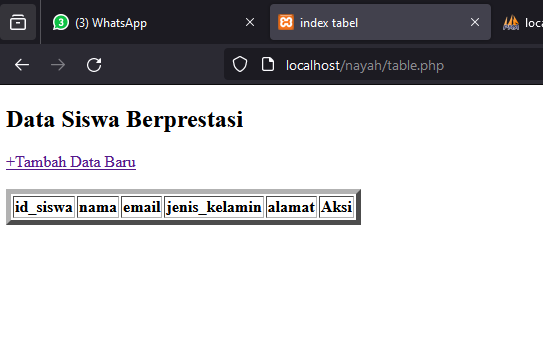 (3) WhatsApp
index tabel
loc
localhost/nayah/table.php
Data Siswa Berprestasi
+Tambah Data Baru
id_siswa nama email jenis_kelamin alamat Aksi